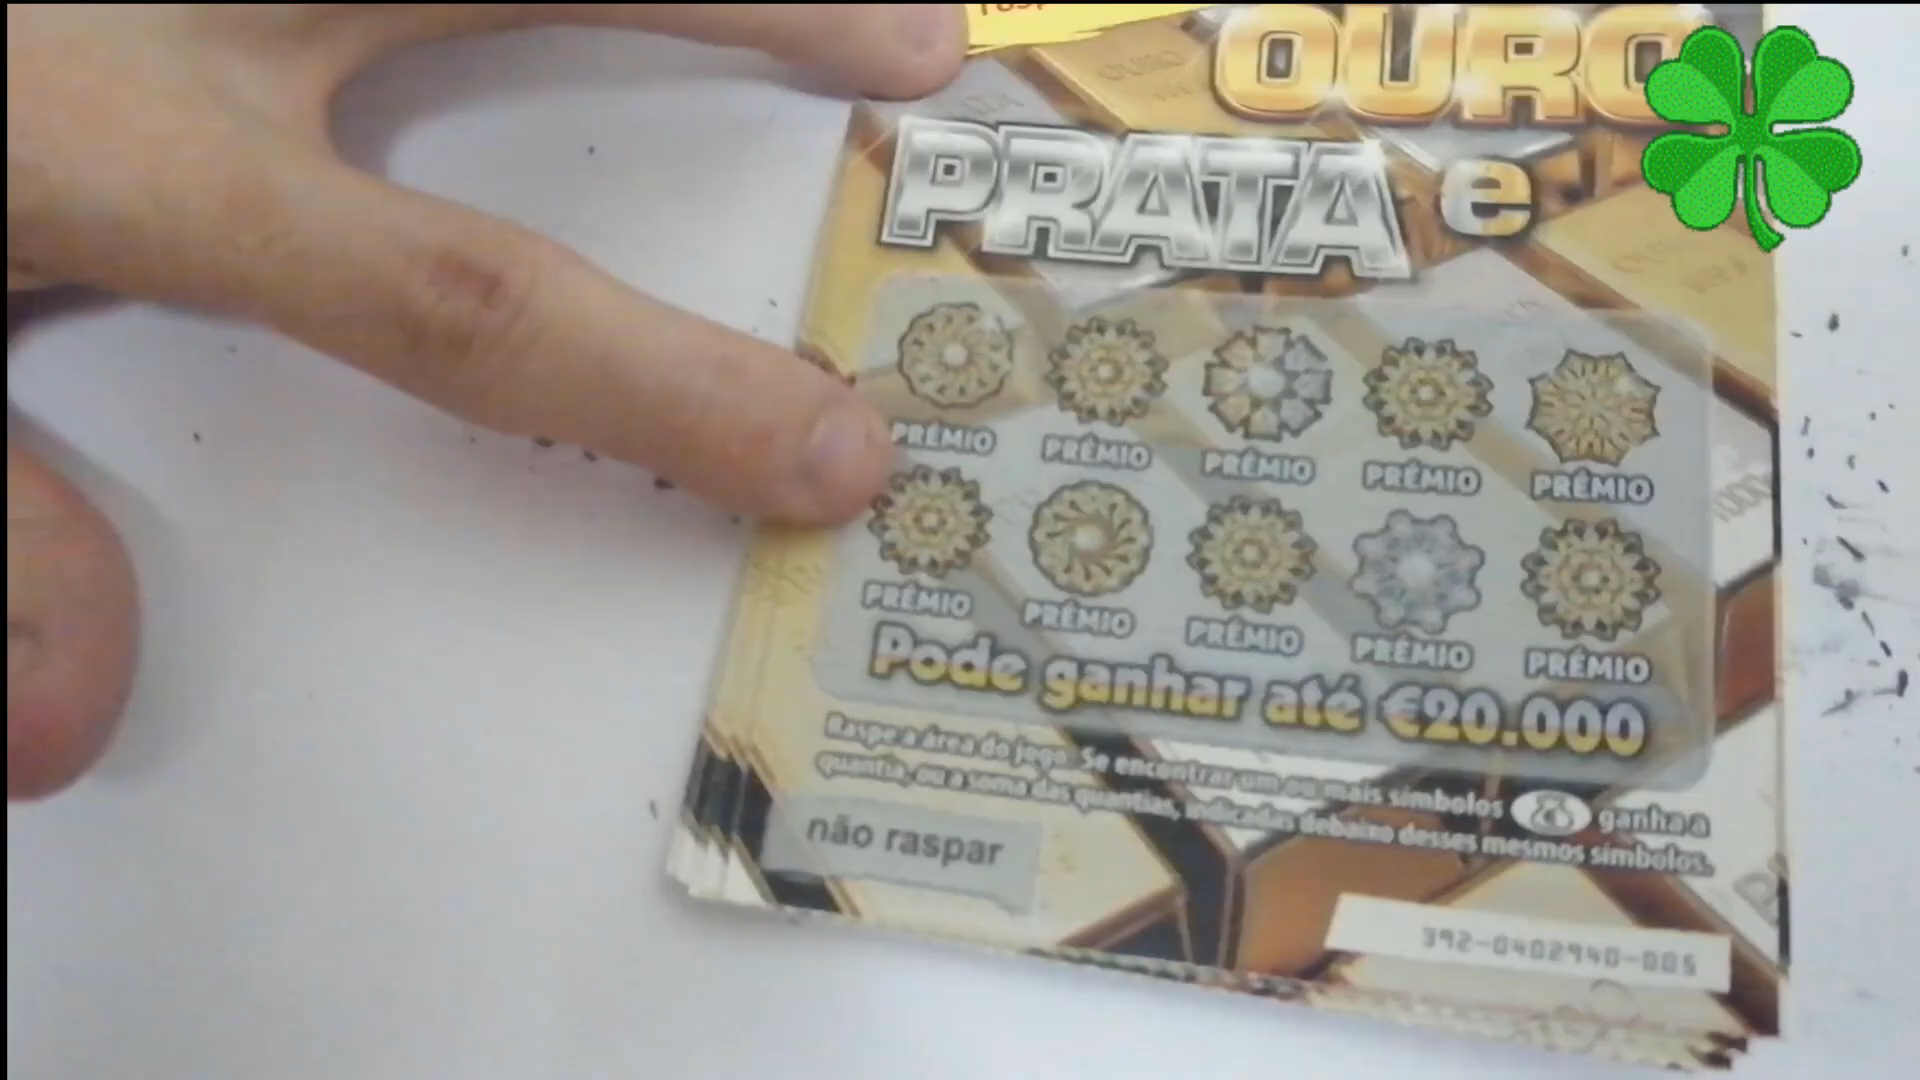 OURO
PRATA e
PRÉMIO PRÉMIO PRÉMIO PRÉMIO PRÉMIO
PRÉMIO PRÉMIO PRÉMIO PRÉMIO PRÉMIO
Pode ganhar até €20.000
Raspe a área do jogo. Se encontrar um ou mais símbolos ganha a
quantia, ou a soma das quantias, indicadas debaixo desses mesmos símbolos.
não raspar
392-0402940-005